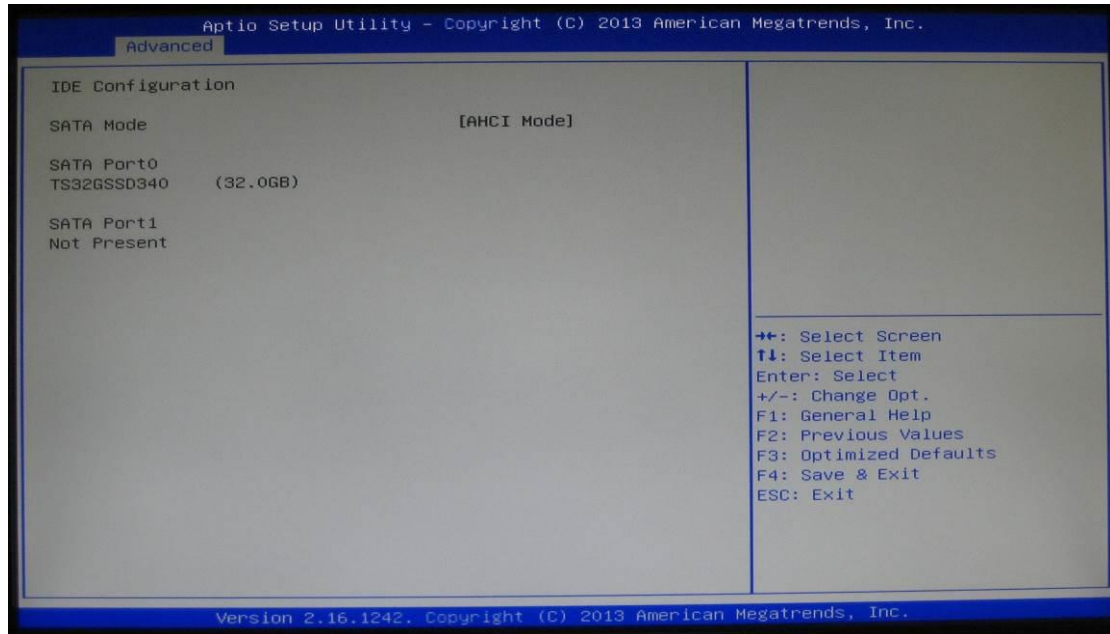 Aptio Setup Utility – Copyright (C) 2013 American Megatrends, Inc.
Advanced
IDE Configuration
SATA Mode [AHCI Mode]
SATA Port0
TS32GSSD340 (32.0GB)
SATA Port1
Not Present
→←: Select Screen
↑↓: Select Item
Enter: Select
+/-: Change Opt.
F1: General Help
F2: Previous Values
F3: Optimized Defaults
F4: Save & Exit
ESC: Exit
Version 2.16.1242. Copyright (C) 2013 American Megatrends, Inc.